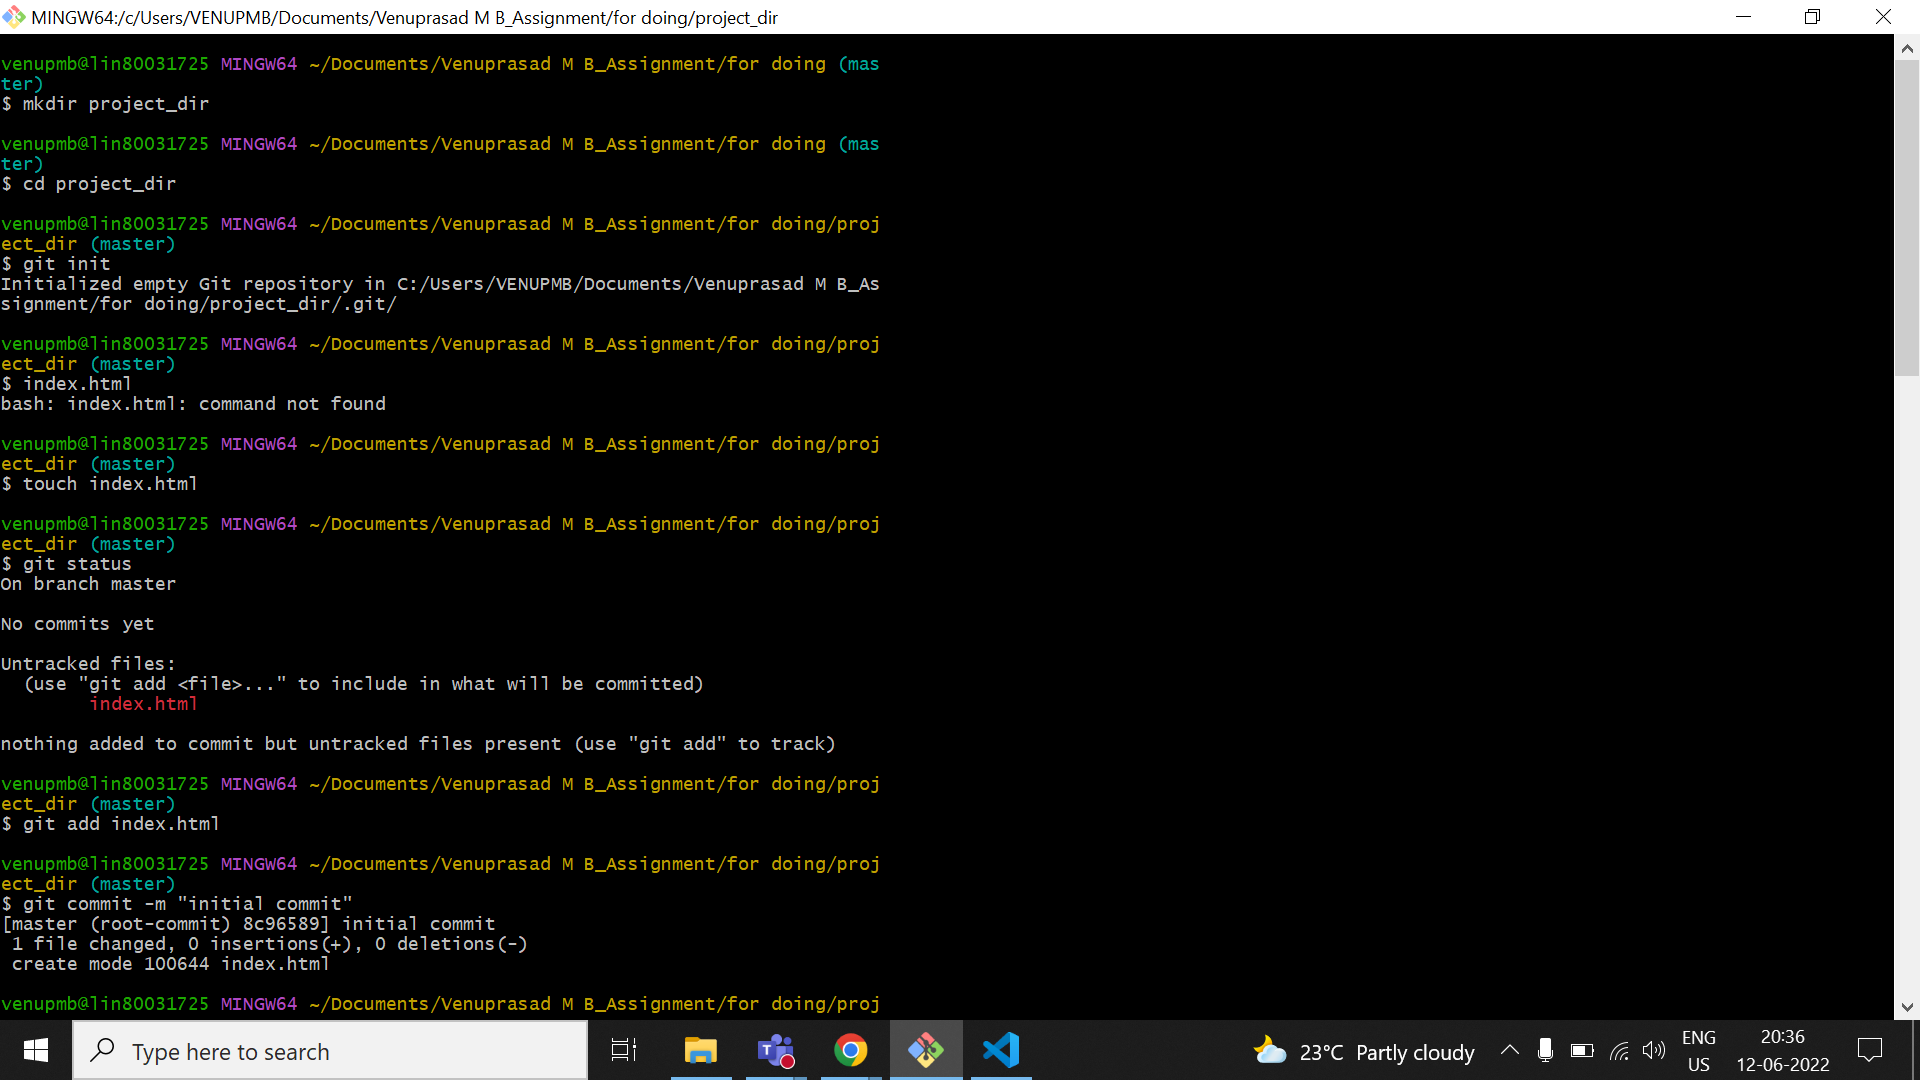 MINGW64:/c/Users/VENUPMB/Documents/Venuprasad M B_Assignment/for doing/project_dir
venupmb@lin80031725 MINGW64 ~/Documents/Venuprasad M B_Assignment/for doing (mas
ter)
$ mkdir project_dir
venupmb@lin80031725 MINGW64 ~/Documents/Venuprasad M B_Assignment/for doing (mas
ter)
$ cd project_dir
venupmb@lin80031725 MINGW64 ~/Documents/Venuprasad M B_Assignment/for doing/proj
ect_dir (master)
$ git init
Initialized empty Git repository in C:/Users/VENUPMB/Documents/Venuprasad M B_As
signment/for doing/project_dir/.git/
venupmb@lin80031725 MINGW64 ~/Documents/Venuprasad M B_Assignment/for doing/proj
ect_dir (master)
$ index.html
bash: index.html: command not found
venupmb@lin80031725 MINGW64 ~/Documents/Venuprasad M B_Assignment/for doing/proj
ect_dir (master)
$ touch index.html
venupmb@lin80031725 MINGW64 ~/Documents/Venuprasad M B_Assignment/for doing/proj
ect_dir (master)
$ git status
On branch master
No commits yet
Untracked files:
  (use "git add <file>..." to include in what will be committed)
        index.html
nothing added to commit but untracked files present (use "git add" to track)
venupmb@lin80031725 MINGW64 ~/Documents/Venuprasad M B_Assignment/for doing/proj
ect_dir (master)
$ git add index.html
venupmb@lin80031725 MINGW64 ~/Documents/Venuprasad M B_Assignment/for doing/proj
ect_dir (master)
$ git commit -m "initial commit"
[master (root-commit) 8c96589] initial commit
 1 file changed, 0 insertions(+), 0 deletions(-)
 create mode 100644 index.html
venupmb@lin80031725 MINGW64 ~/Documents/Venuprasad M B_Assignment/for doing/proj
Type here to search
23°C Partly cloudy
ENG
US
20:36
12-06-2022